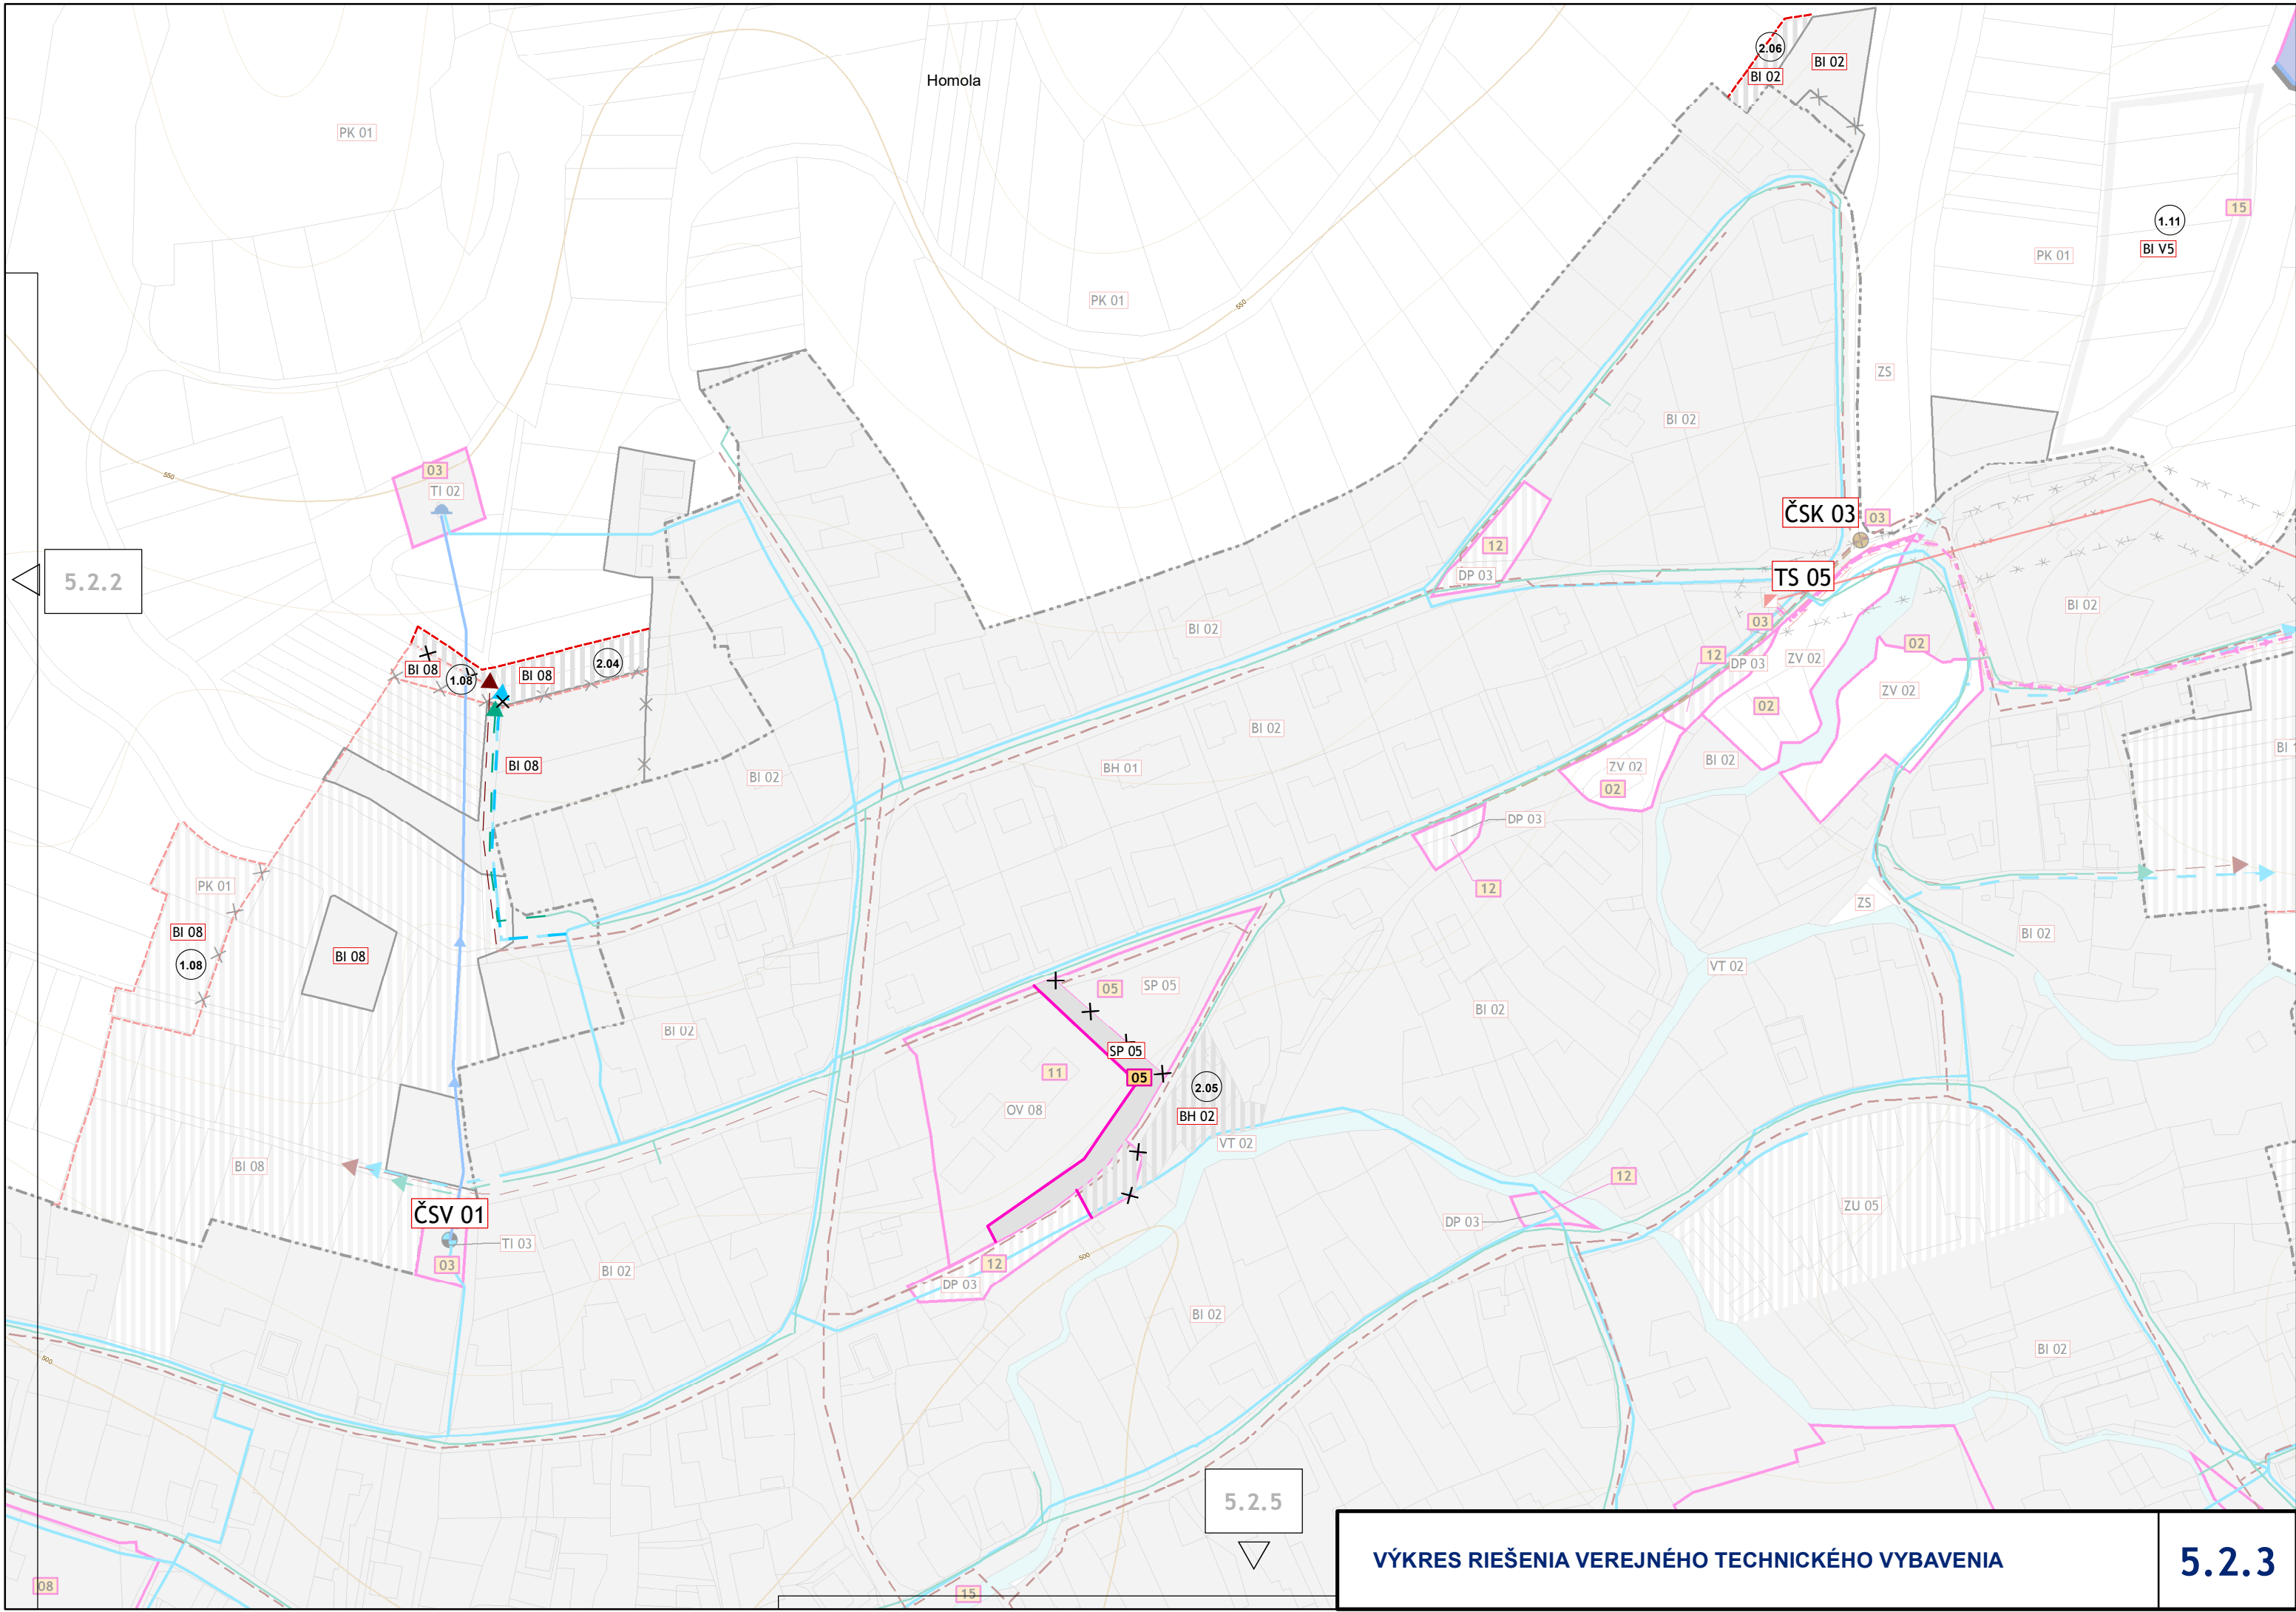 Homola
2.06
BI 02
BI 02
PK 01
15
1.11
BI V5
PK 01
PK 01
550
ZS
BI 02
03
TI 02
550
ČSK 03
03
12
DP 03
TS 05
5.2.2
BI 02
03
BI 02
02
12
DP 03
ZV 02
ZV 02
BI 08
1.08
BI 08
2.04
02
BI 02
BI 02
ZV 02
BI 1
BI 08
BH 01
BI 02
02
DP 03
PK 01
12
ZS
BI 08
BI 02
BI 08
1.08
VT 02
05
SP 05
BI 02
BI 02
SP 05
11
05
2.05
OV 08
BH 02
VT 02
BI 08
12
ZU 05
ČSV 01
DP 03
TI 03
03
BI 02
12
500
DP 03
BI 02
BI 02
500
5.2.5
VÝKRES RIEŠENIA VEREJNÉHO TECHNICKÉHO VYBAVENIA
5.2.3
08
15